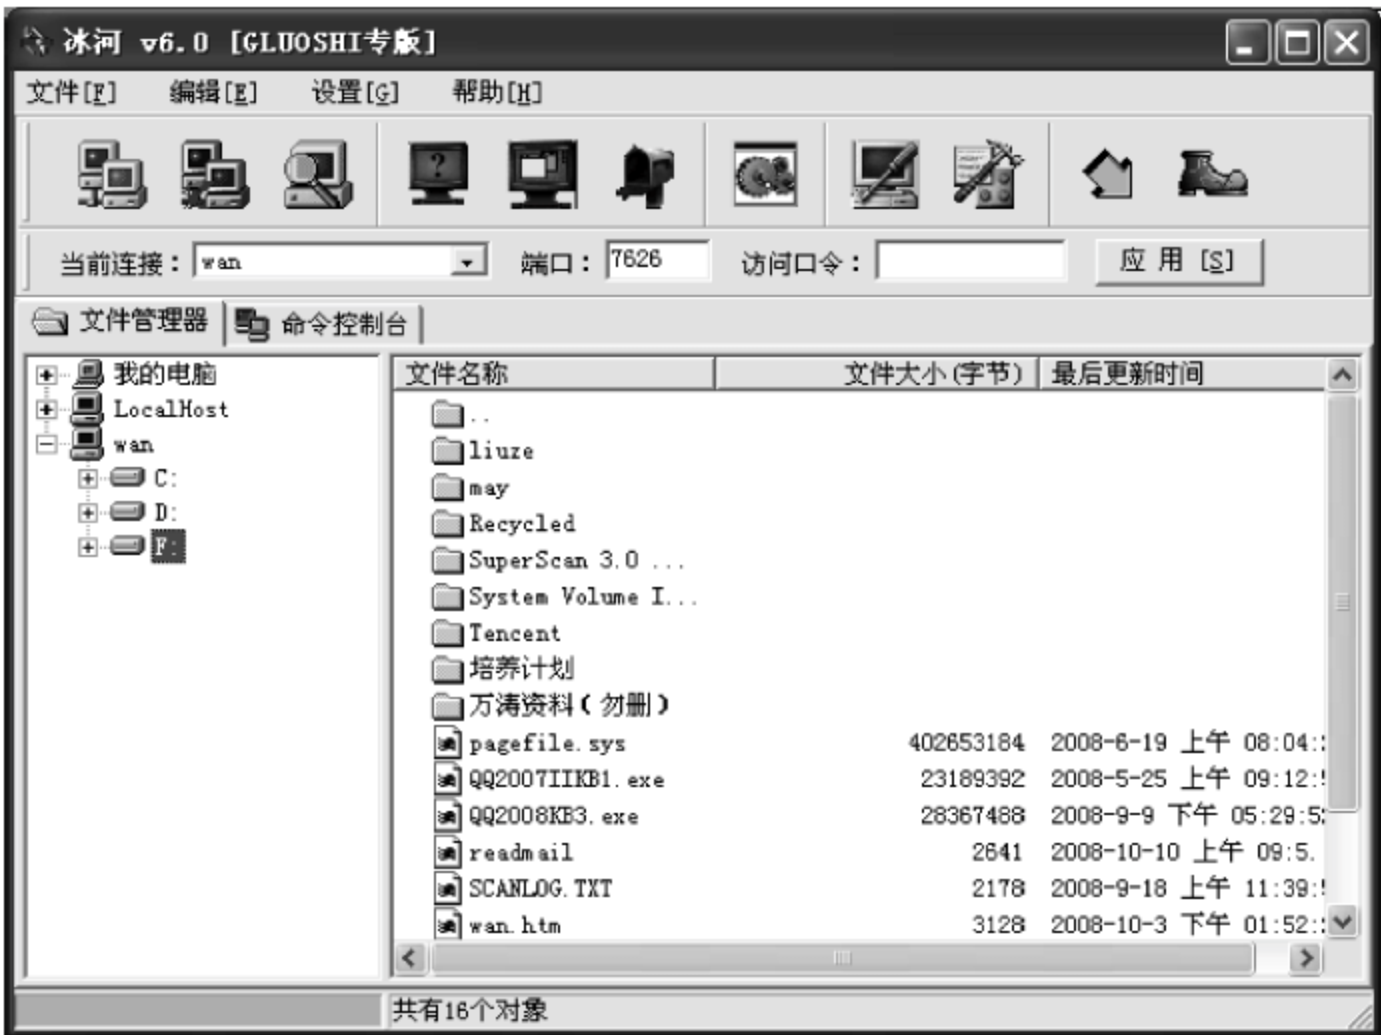 冰河 v6.0 [GLUOSHI专版]
文件[F] 编辑[E] 设置[G] 帮助[H]
当前连接： wan 端口： 7626 访问口令： 应 用 [S]
文件管理器 命令控制台
我的电脑
LocalHost
wan
C:
D:
F:
文件名称 文件大小(字节) 最后更新时间
..
liuze
may
Recycled
SuperScan 3.0 ...
System Volume I...
Tencent
培养计划
万涛资料(勿删)
pagefile.sys 402653184 2008-6-19 上午 08:04:
QQ2007IIKB1.exe 23189392 2008-5-25 上午 09:12:
QQ2008KB3.exe 28367488 2008-9-9 下午 05:29:5
readmail 2641 2008-10-10 上午 09:5.
SCANLOG.TXT 2178 2008-9-18 上午 11:39:
wan.htm 3128 2008-10-3 下午 01:52:
共有16个对象